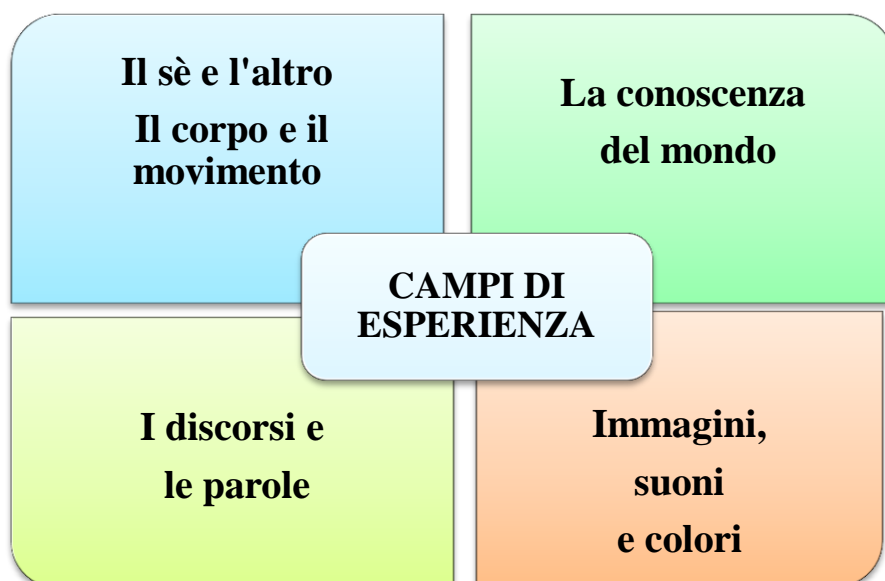 Il sè e l'altro
Il corpo e il
movimento
La conoscenza
del mondo
CAMPI DI
ESPERIENZA
I discorsi e
le parole
Immagini,
suoni
e colori